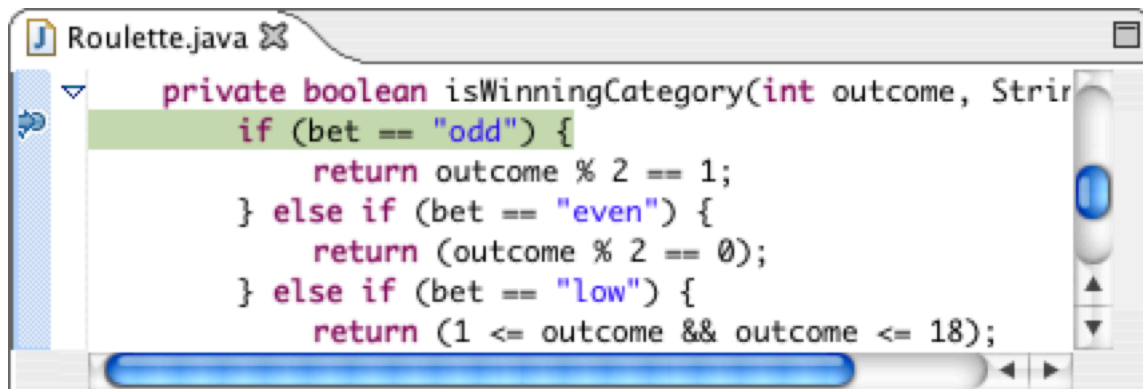 Roulette.java
private boolean isWinningCategory(int outcome, Strin
if (bet == "odd") {
return outcome % 2 == 1;
} else if (bet == "even") {
return (outcome % 2 == 0);
} else if (bet == "low") {
return (1 <= outcome && outcome <= 18);